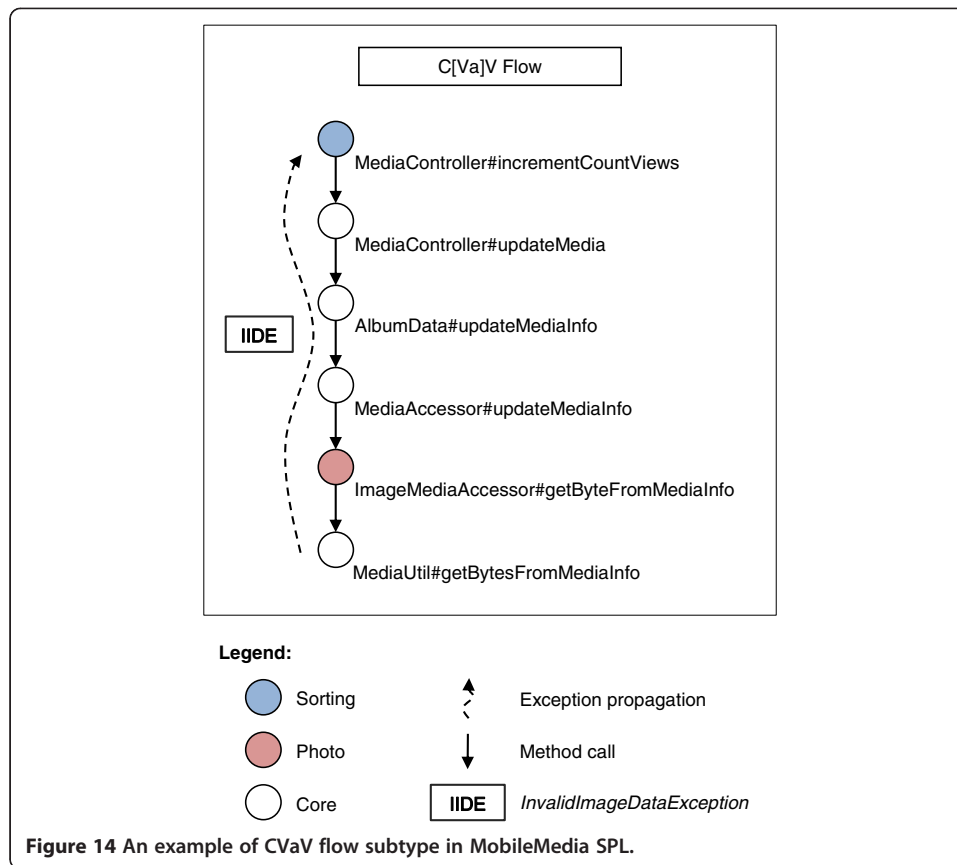 C[Va]V Flow
MediaController#incrementCountViews
MediaController#updateMedia
AlbumData#updateMediaInfo
IIDE
MediaAccessor#updateMediaInfo
ImageMediaAccessor#getByteFromMediaInfo
MediaUtil#getBytesFromMediaInfo
Legend:
Sorting
Exception propagation
Photo
Method call
Core
IIDE
InvalidImageDataException
Figure 14 An example of CVaV flow subtype in MobileMedia SPL.